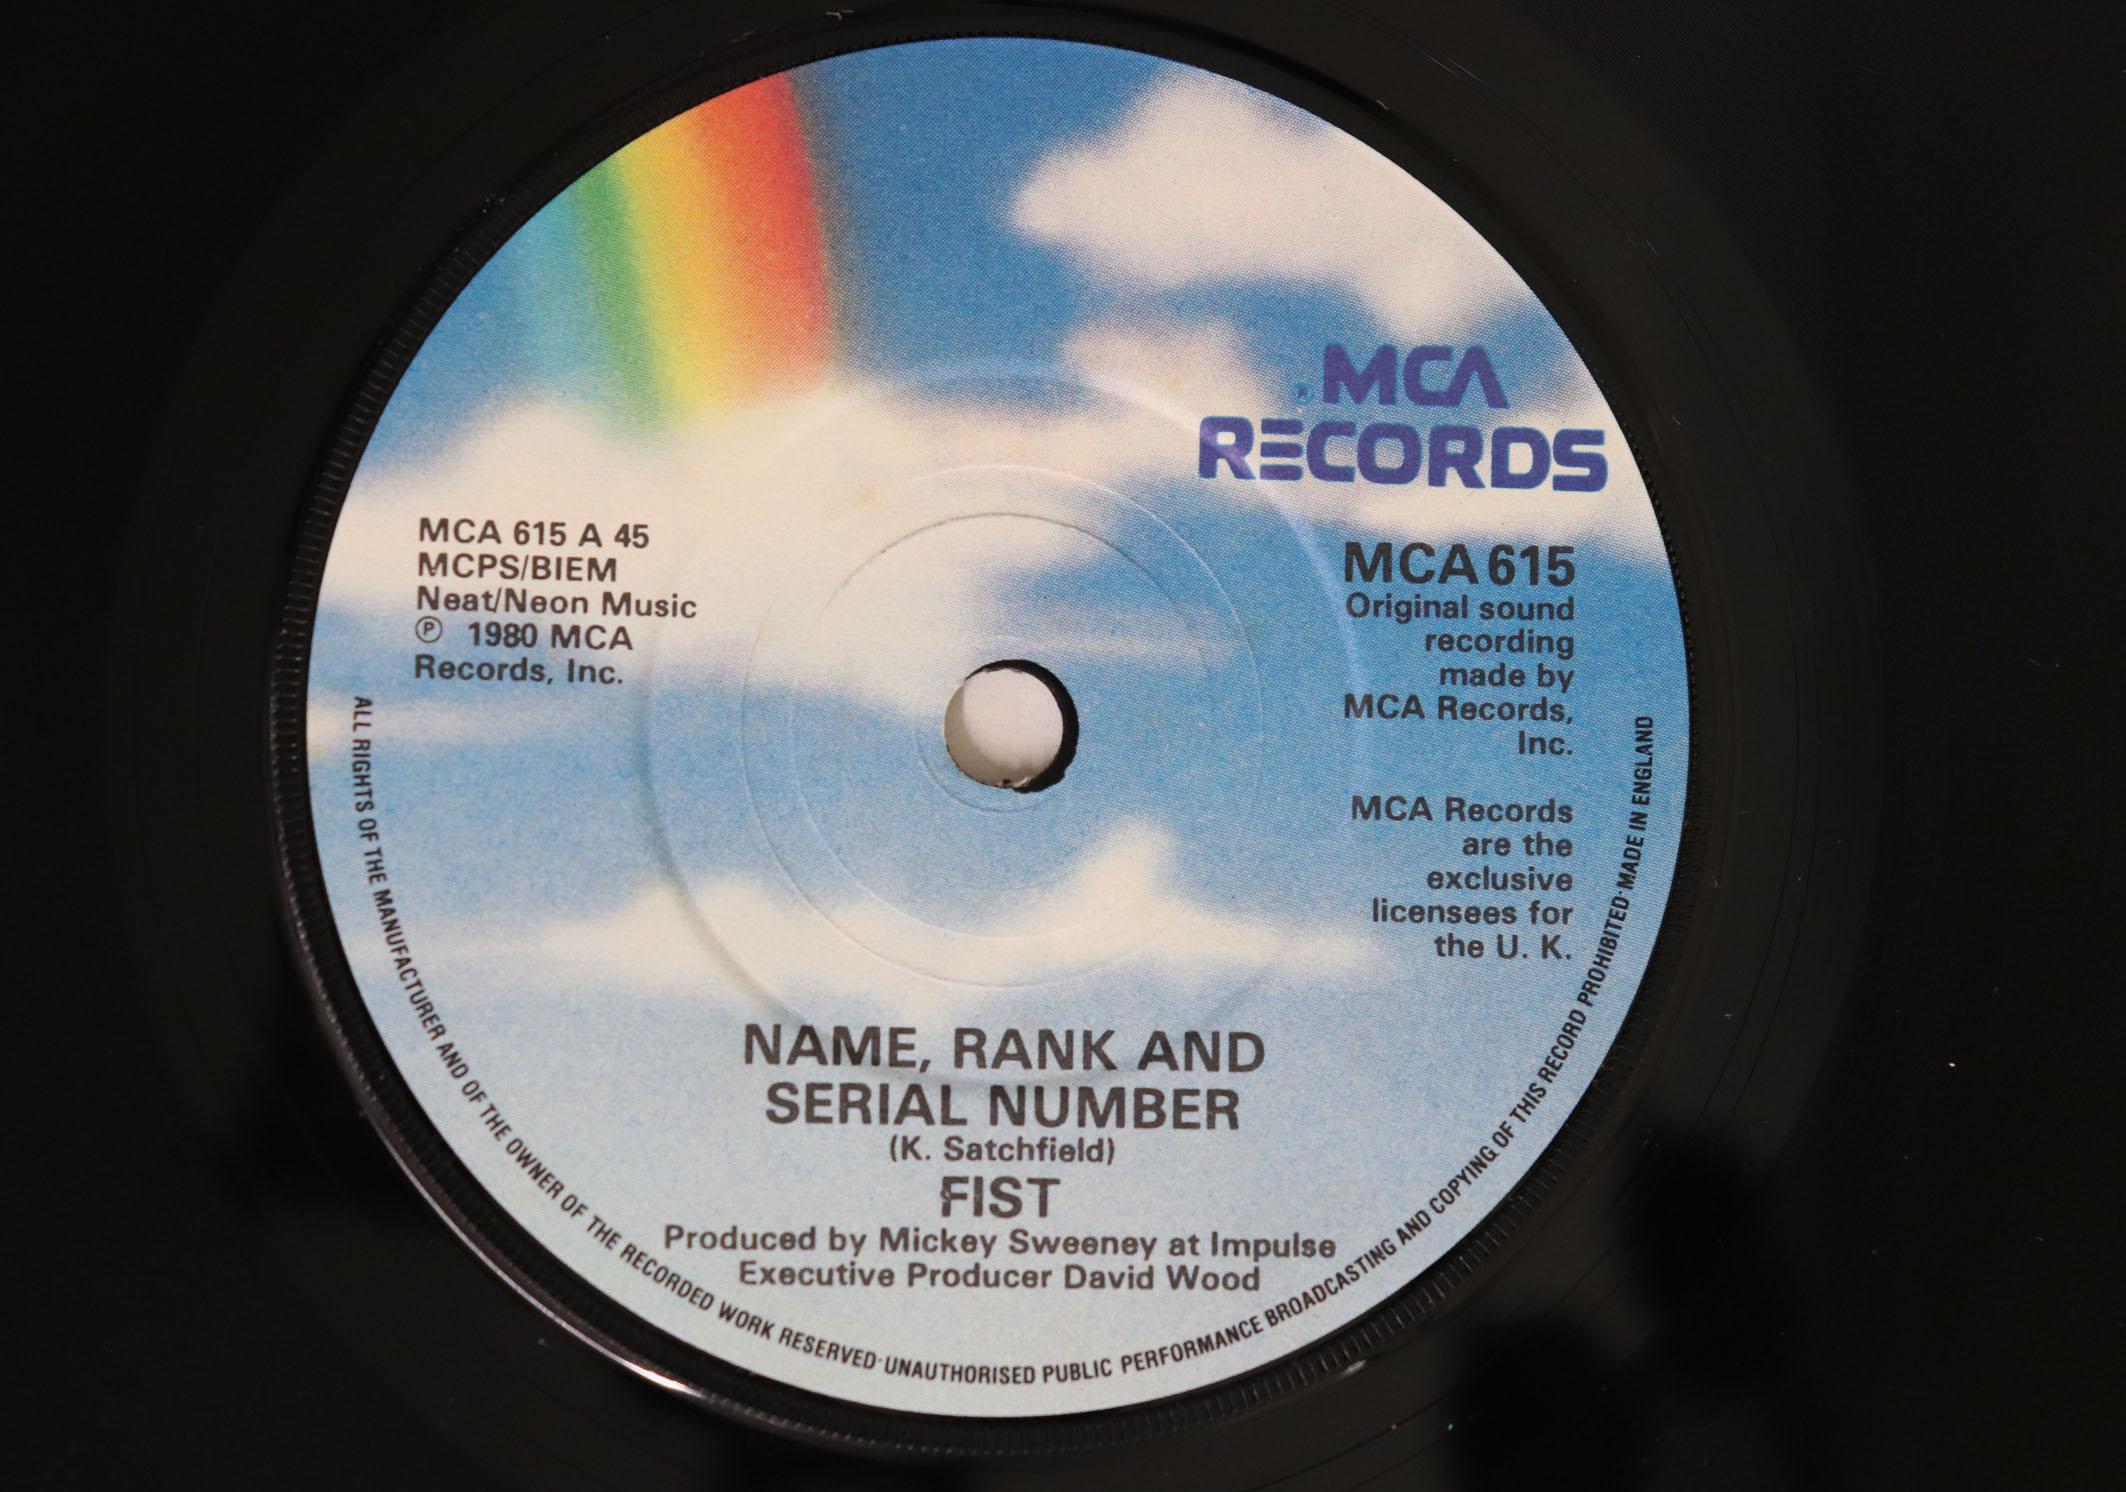 MCA
RECORDS
MCA 615 A 45
MCPS/BIEM
Neat/Neon Music
℗ 1980 MCA
Records, Inc.
MCA 615
Original sound
recording
made by
MCA Records,
Inc.
MCA Records
are the
exclusive
licensees for
the U. K.
NAME, RANK AND
SERIAL NUMBER
(K. Satchfield)
FIST
Produced by Mickey Sweeney at Impulse
Executive Producer David Wood
ALL RIGHTS OF THE MANUFACTURER AND OF THE OWNER OF THE RECORDED WORK RESERVED·UNAUTHORISED PUBLIC PERFORMANCE BROADCASTING AND COPYING OF THIS RECORD PROHIBITED·MADE IN ENGLAND